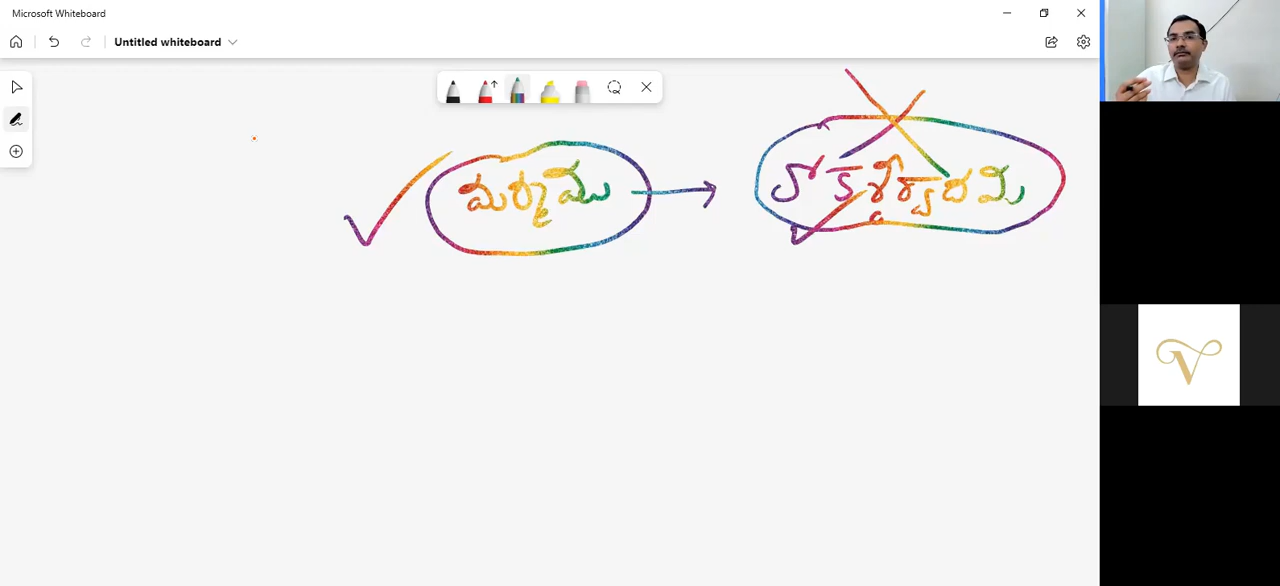 Microsoft Whiteboard
Untitled whiteboard
మర్మము